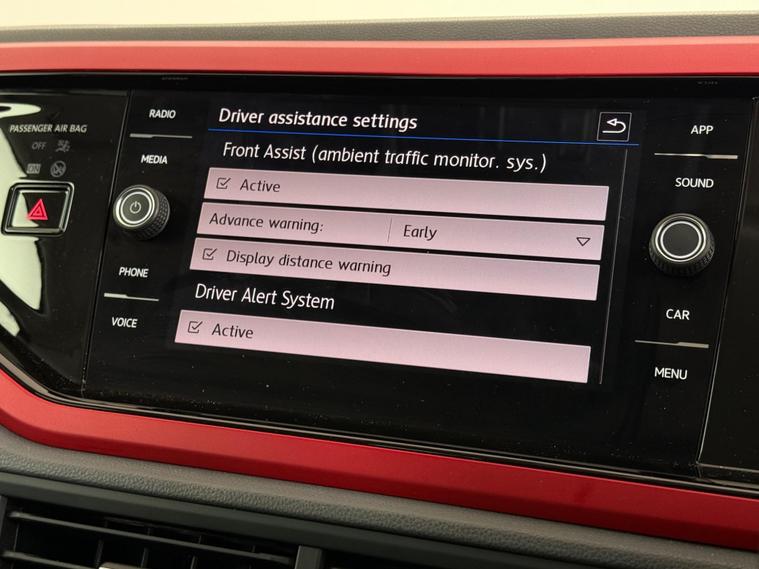 PASSENGER AIR BAG
OFF
ON
RADIO
MEDIA
PHONE
VOICE
Driver assistance settings
Front Assist (ambient traffic monitor. sys.)
Active
Advance warning: Early
Display distance warning
Driver Alert System
Active
APP
SOUND
CAR
MENU